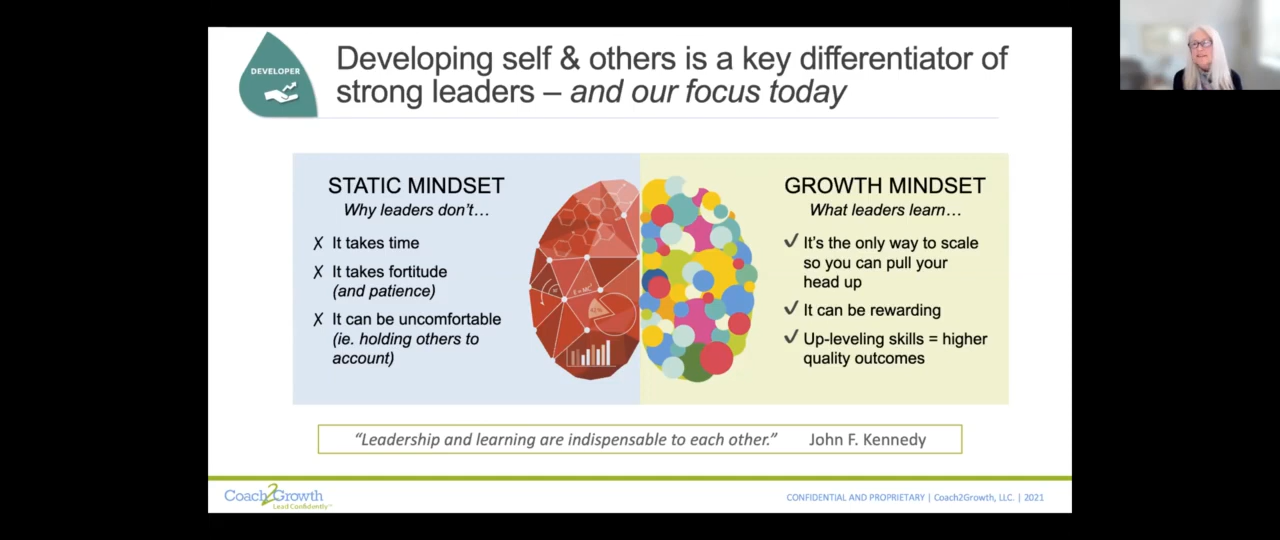 DEVELOPER
Developing self & others is a key differentiator of
strong leaders – and our focus today
STATIC MINDSET
Why leaders don't…
✗ It takes time
✗ It takes fortitude
(and patience)
✗ It can be uncomfortable
(ie. holding others to
account)
E = MC²
42%
GROWTH MINDSET
What leaders learn…
✓ It's the only way to scale
so you can pull your
head up
✓ It can be rewarding
✓ Up-leveling skills = higher
quality outcomes
"Leadership and learning are indispensable to each other." John F. Kennedy
Coach2Growth
Lead Confidently™
CONFIDENTIAL AND PROPRIETARY | Coach2Growth, LLC. | 2021